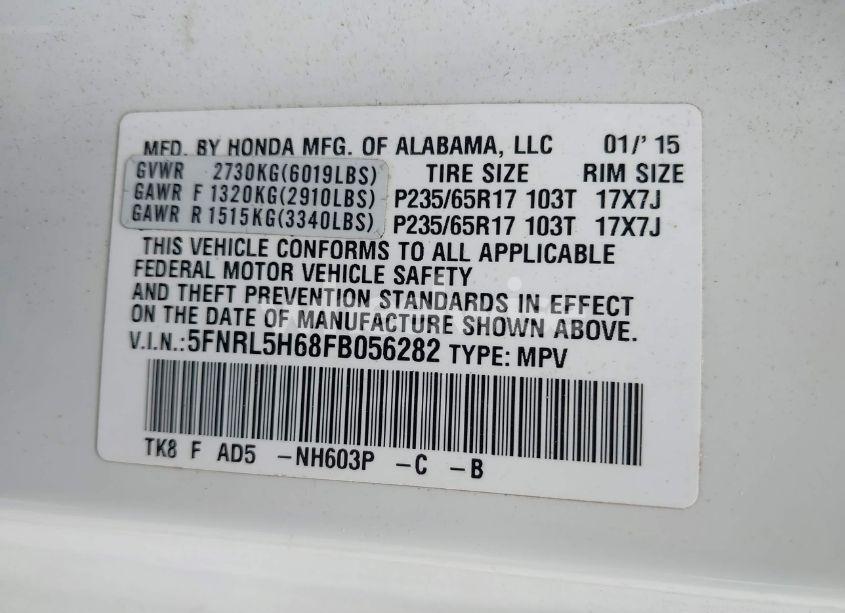 MFD. BY HONDA MFG. OF ALABAMA, LLC 01/'15
GVWR 2730KG(6019LBS) TIRE SIZE RIM SIZE
GAWR F 1320KG(2910LBS) P235/65R17 103T 17X7J
GAWR R 1515KG(3340LBS) P235/65R17 103T 17X7J
THIS VEHICLE CONFORMS TO ALL APPLICABLE
FEDERAL MOTOR VEHICLE SAFETY
AND THEFT PREVENTION STANDARDS IN EFFECT
ON THE DATE OF MANUFACTURE SHOWN ABOVE.
V.I.N.:5FNRL5H68FB056282 TYPE: MPV
TK8 F AD5 -NH603P -C -B